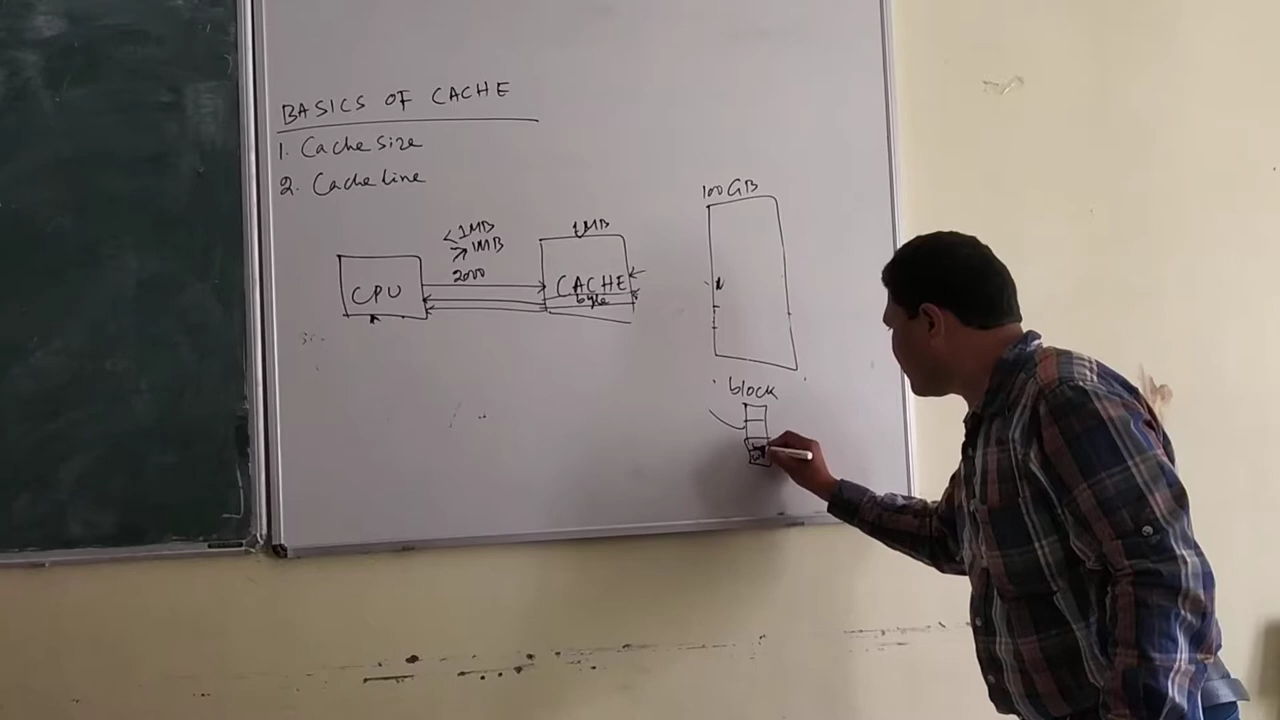 BASICS OF CACHE
1. Cache size
2. Cache line
100 GB
< 1MB
> 1MB
2000
1MB
CPU
CACHE
byte
block